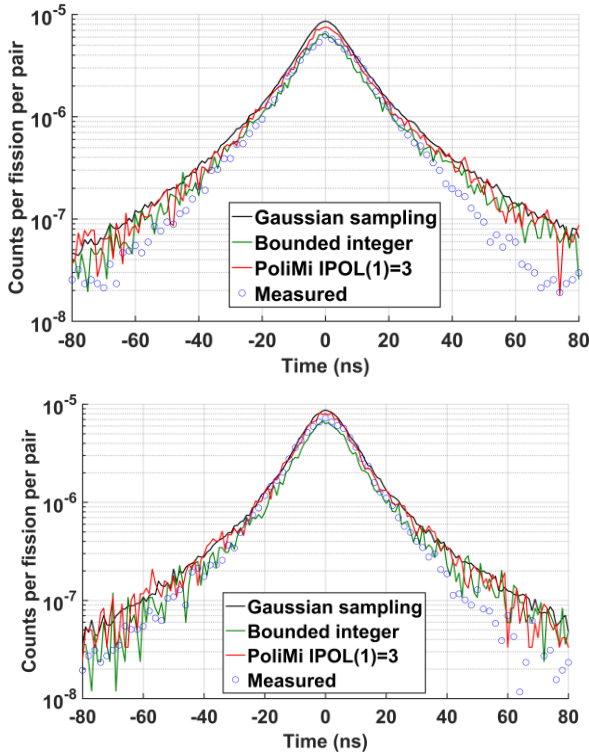 Counts per fission per pair
10^-5
10^-6
10^-7
10^-8
Gaussian sampling
Bounded integer
PoliMi IPOL(1)=3
Measured
-80 -60 -40 -20 0 20 40 60 80
Time (ns)
Counts per fission per pair
10^-5
10^-6
10^-7
10^-8
Gaussian sampling
Bounded integer
PoliMi IPOL(1)=3
Measured
-80 -60 -40 -20 0 20 40 60 80
Time (ns)